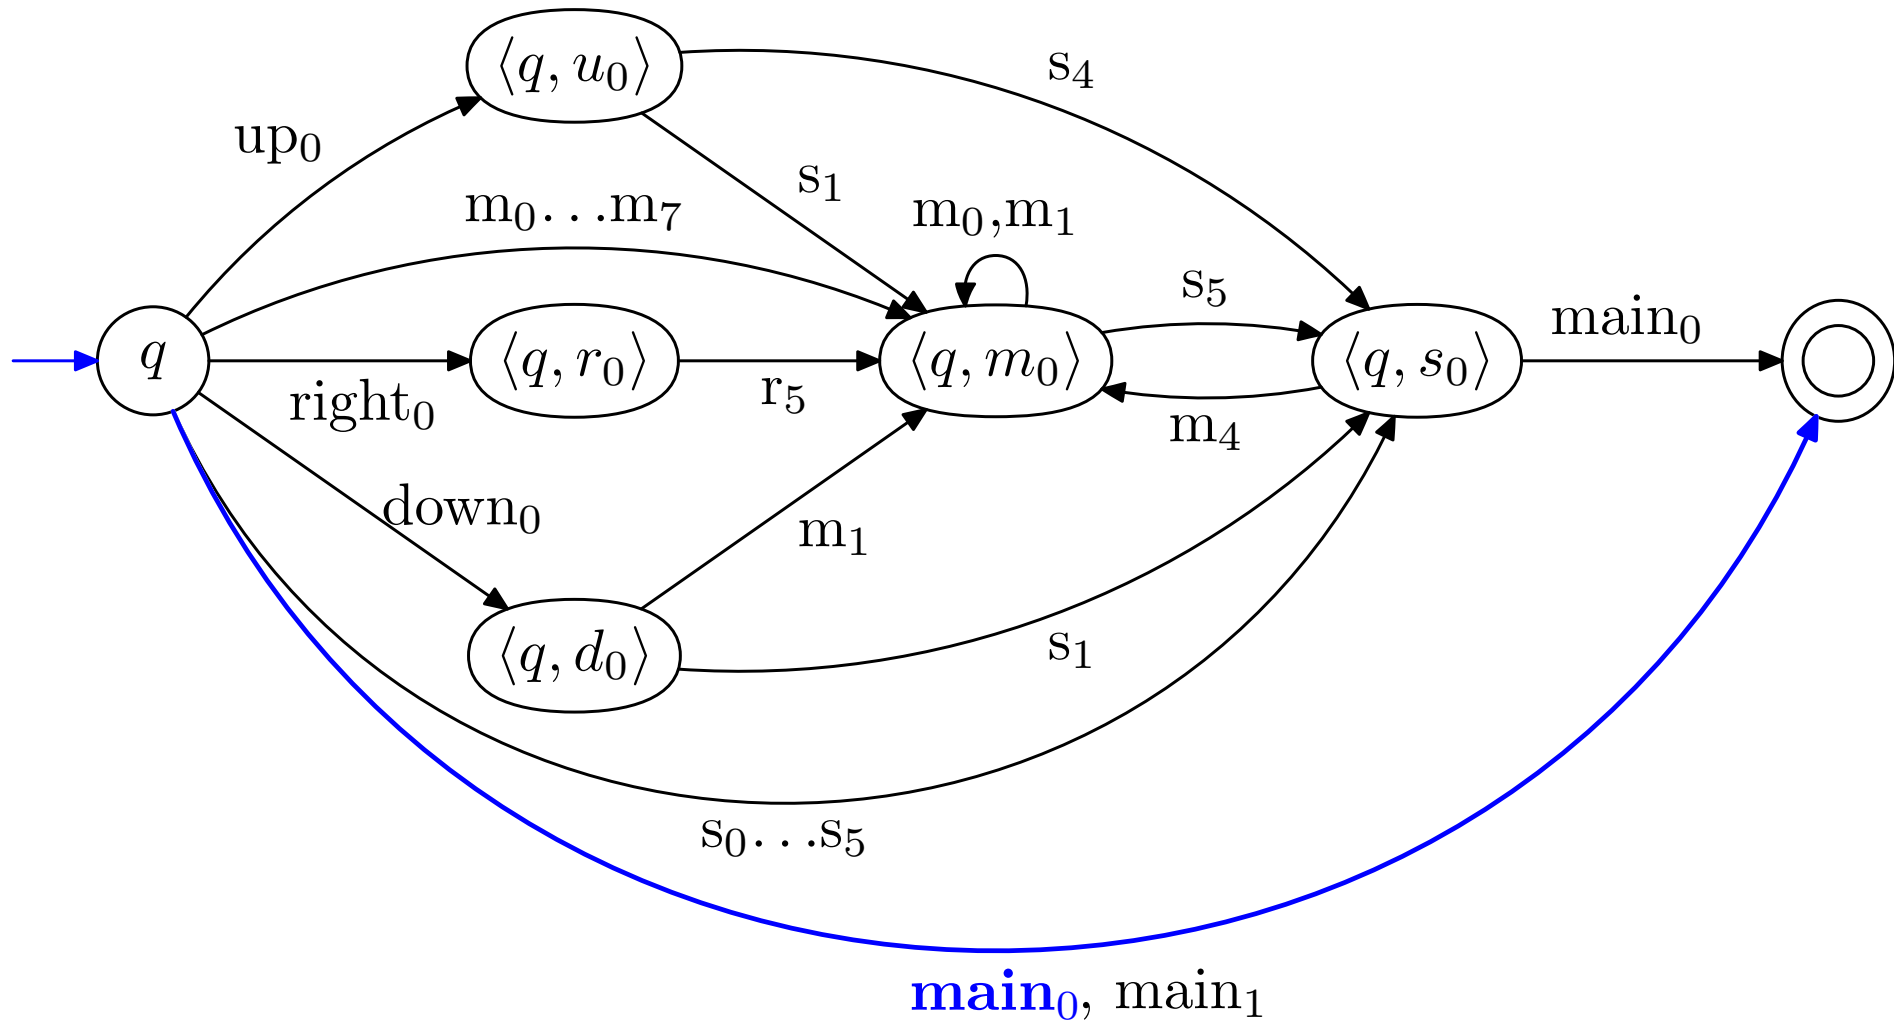 ⟨q, u₀⟩
s₄
up₀
s₁
m₀…m₇
m₀,m₁
s₅
main₀
q
⟨q, r₀⟩
⟨q, m₀⟩
⟨q, s₀⟩
right₀
r₅
m₄
down₀
m₁
⟨q, d₀⟩
s₁
s₀…s₅
main₀, main₁